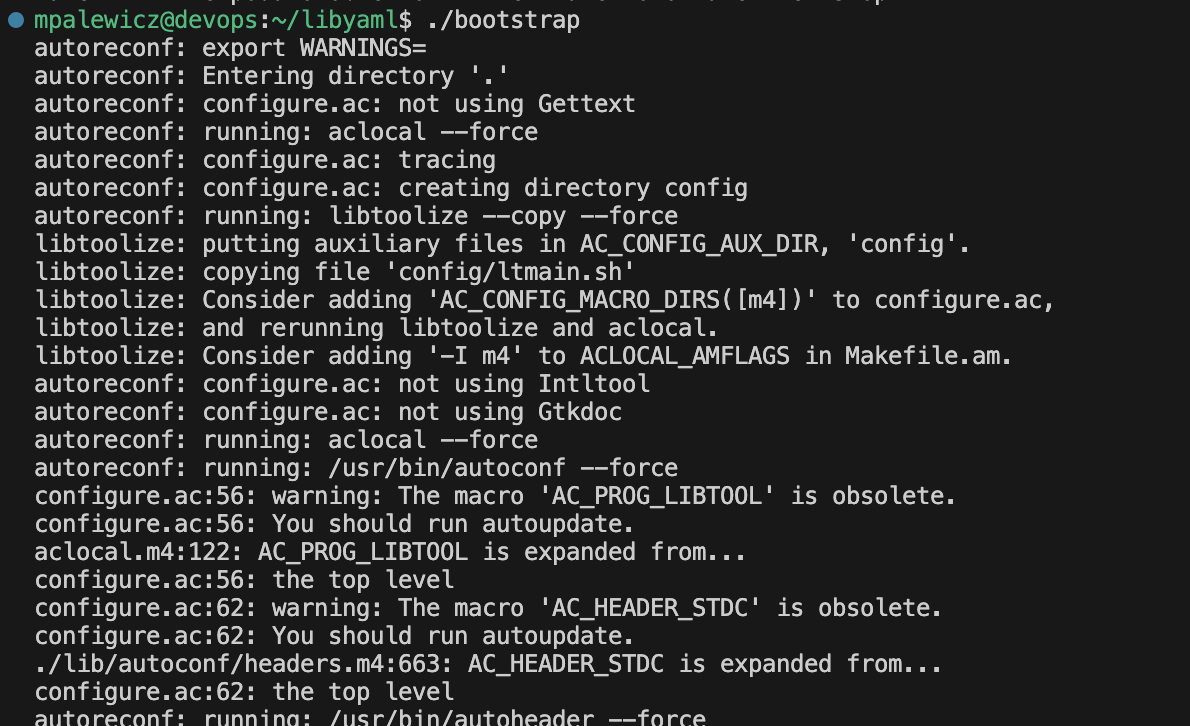 mpalewicz@devops:~/libyaml$ ./bootstrap
autoreconf: export WARNINGS=
autoreconf: Entering directory '.'
autoreconf: configure.ac: not using Gettext
autoreconf: running: aclocal --force
autoreconf: configure.ac: tracing
autoreconf: configure.ac: creating directory config
autoreconf: running: libtoolize --copy --force
libtoolize: putting auxiliary files in AC_CONFIG_AUX_DIR, 'config'.
libtoolize: copying file 'config/ltmain.sh'
libtoolize: Consider adding 'AC_CONFIG_MACRO_DIRS([m4])' to configure.ac,
libtoolize: and rerunning libtoolize and aclocal.
libtoolize: Consider adding '-I m4' to ACLOCAL_AMFLAGS in Makefile.am.
autoreconf: configure.ac: not using Intltool
autoreconf: configure.ac: not using Gtkdoc
autoreconf: running: aclocal --force
autoreconf: running: /usr/bin/autoconf --force
configure.ac:56: warning: The macro 'AC_PROG_LIBTOOL' is obsolete.
configure.ac:56: You should run autoupdate.
aclocal.m4:122: AC_PROG_LIBTOOL is expanded from...
configure.ac:56: the top level
configure.ac:62: warning: The macro 'AC_HEADER_STDC' is obsolete.
configure.ac:62: You should run autoupdate.
./lib/autoconf/headers.m4:663: AC_HEADER_STDC is expanded from...
configure.ac:62: the top level
autoreconf: running: /usr/bin/autoheader --force